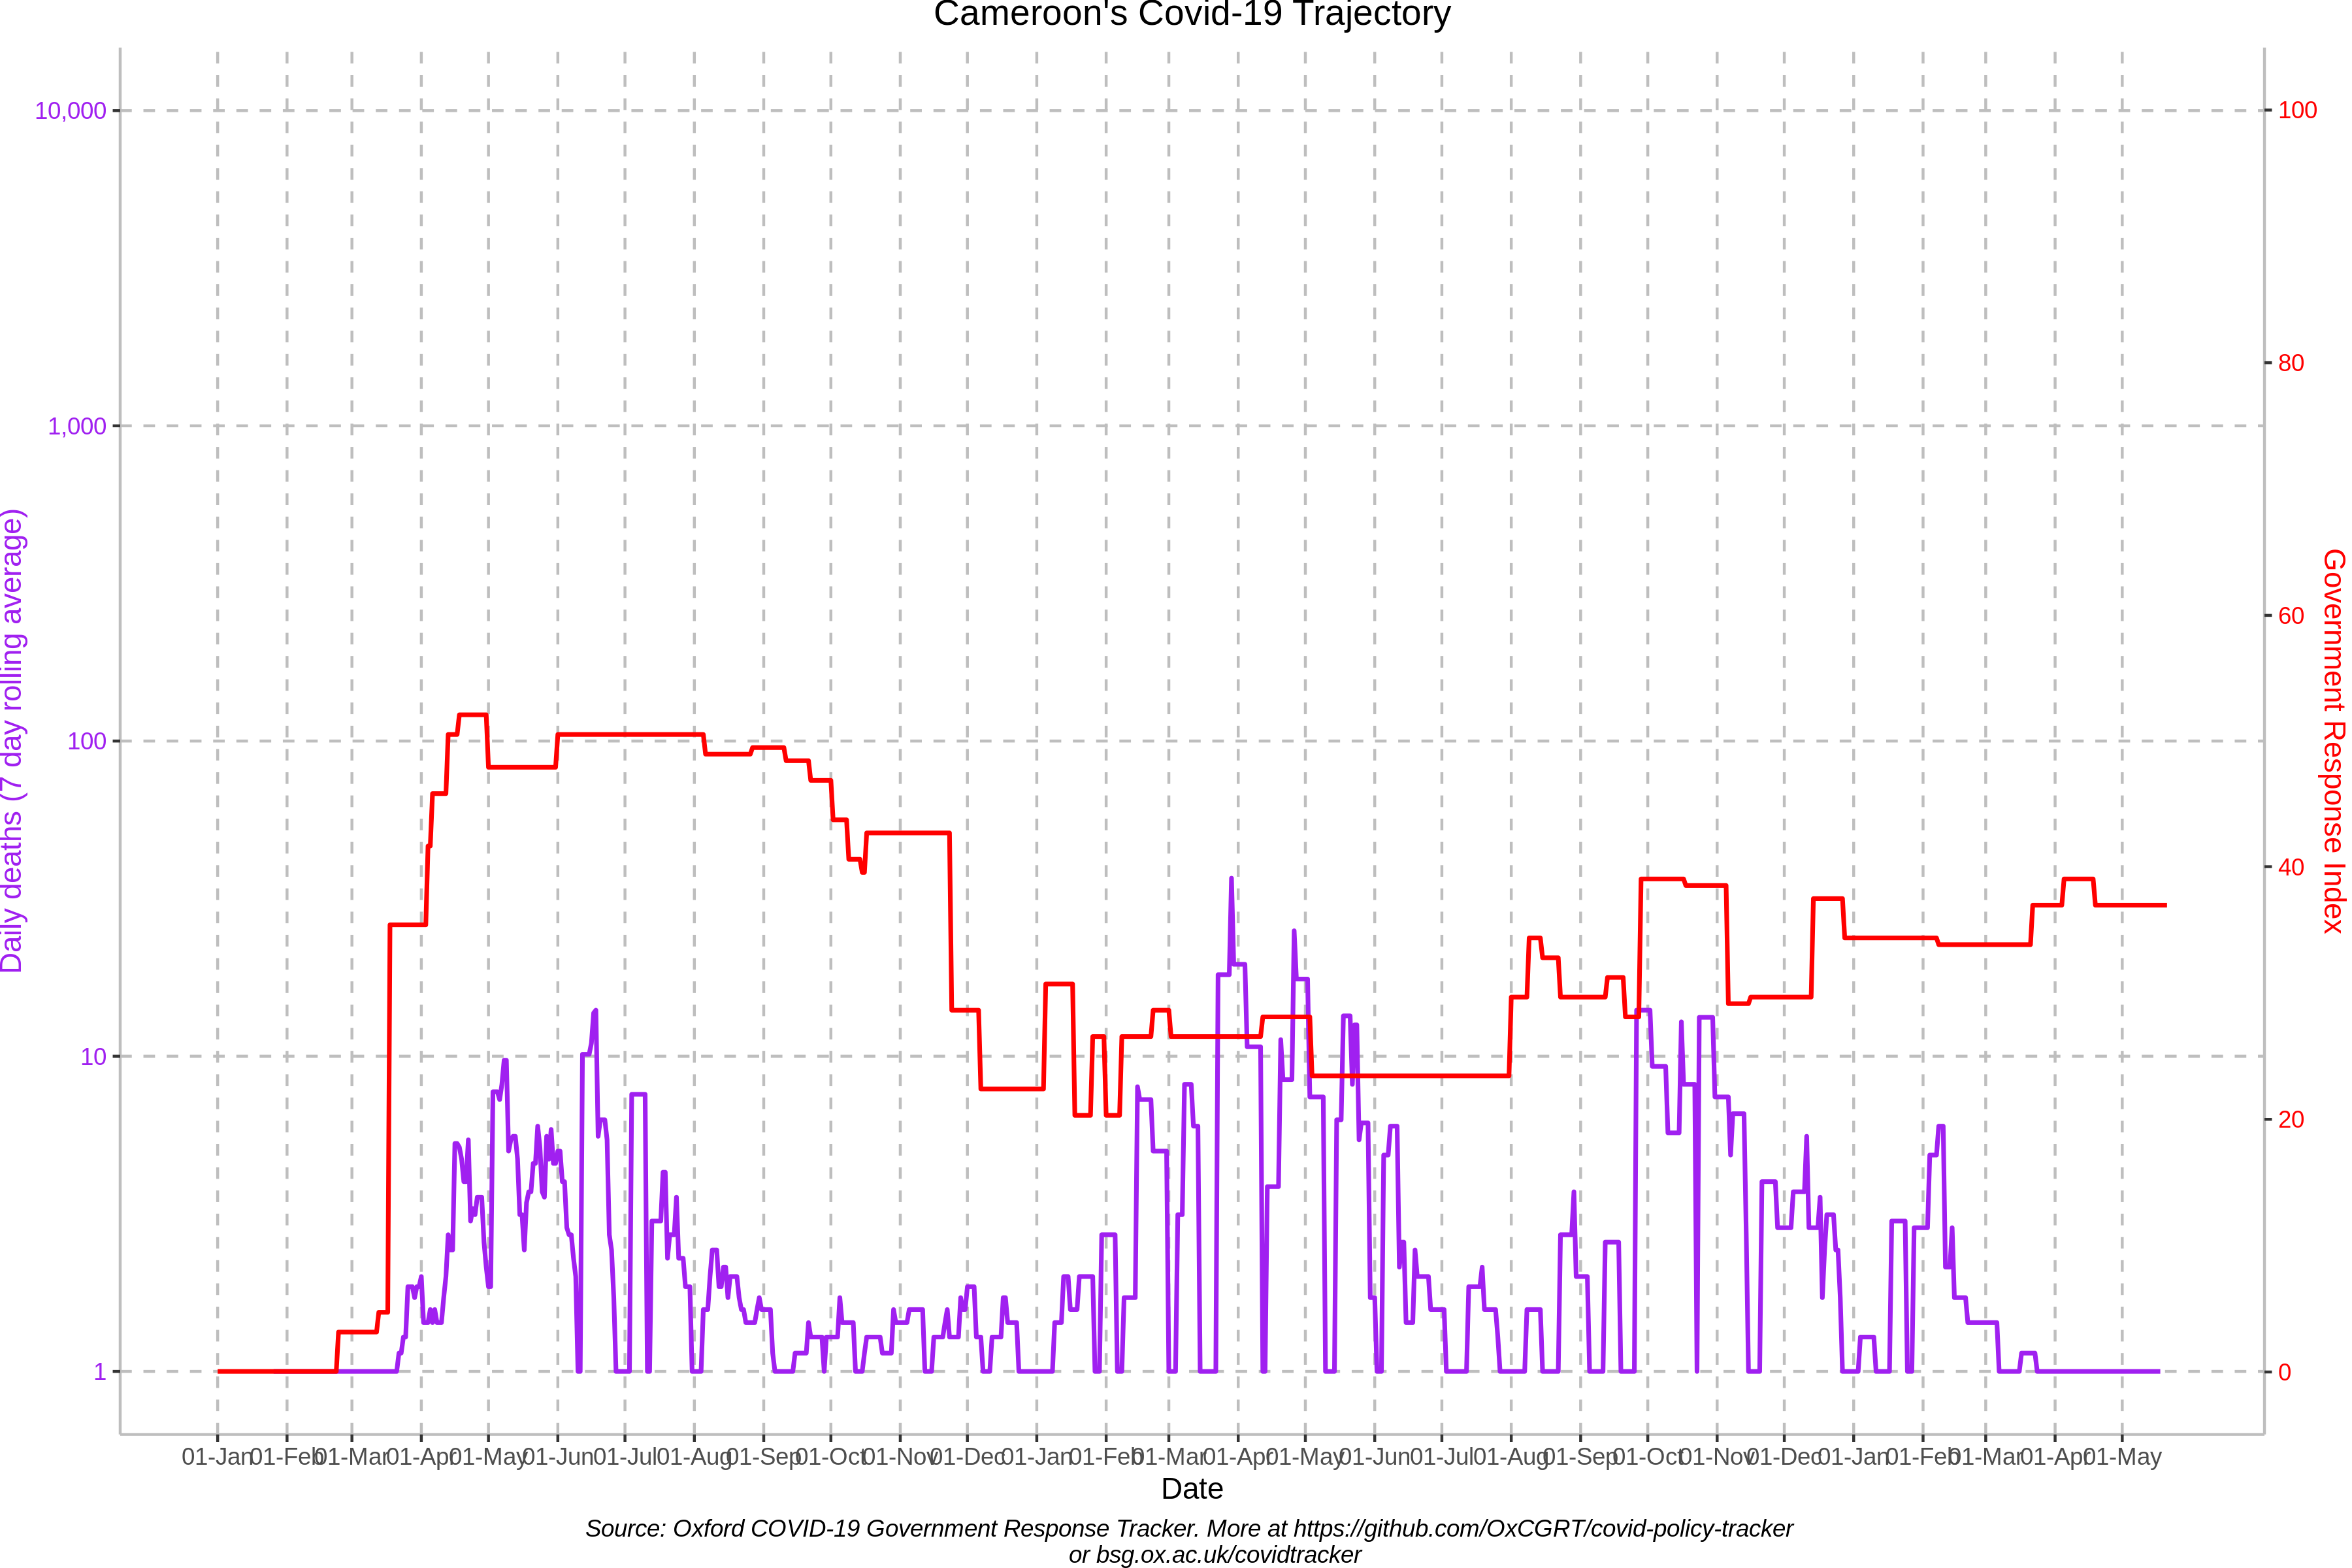 Cameroon's Covid-19 Trajectory
10,000
1,000
100
10
1
Daily deaths (7 day rolling average)
100
80
60
40
20
0
Government Response Index
01-Jan 01-Feb 01-Mar 01-Apr 01-May 01-Jun 01-Jul 01-Aug 01-Sep 01-Oct 01-Nov 01-Dec 01-Jan 01-Feb 01-Mar 01-Apr 01-May 01-Jun 01-Jul 01-Aug 01-Sep 01-Oct 01-Nov 01-Dec 01-Jan 01-Feb 01-Mar 01-Apr 01-May
Date
Source: Oxford COVID-19 Government Response Tracker. More at https://github.com/OxCGRT/covid-policy-tracker
or bsg.ox.ac.uk/covidtracker